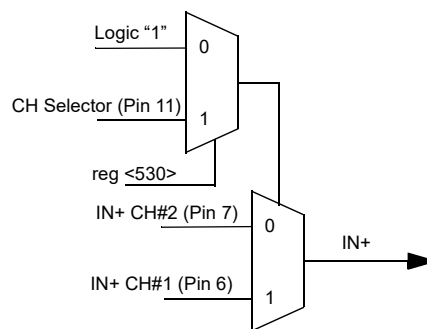 Logic “1”
0
CH Selector (Pin 11)
1
reg <530>
IN+ CH#2 (Pin 7)
0
IN+
IN+ CH#1 (Pin 6)
1